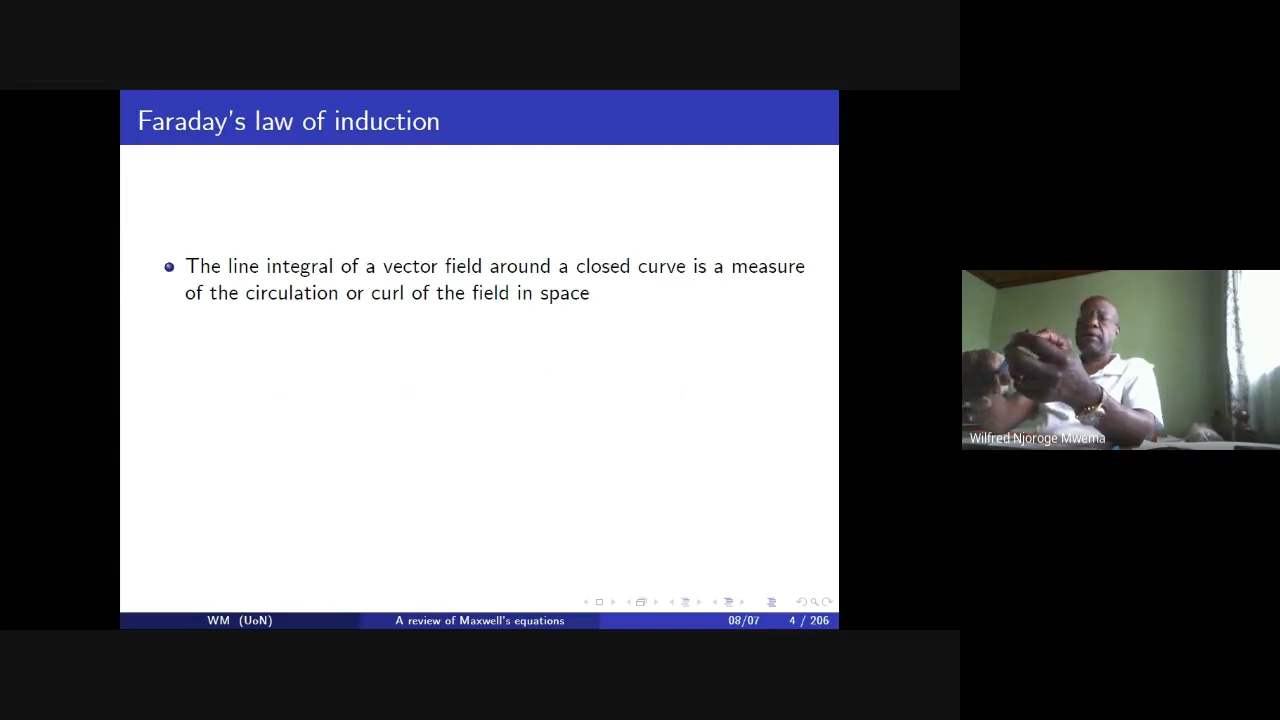 Faraday's law of induction
The line integral of a vector field around a closed curve is a measure
of the circulation or curl of the field in space
Wilfred Njoroge Mwema
WM (UoN)
A review of Maxwell's equations
08/07
4 / 206